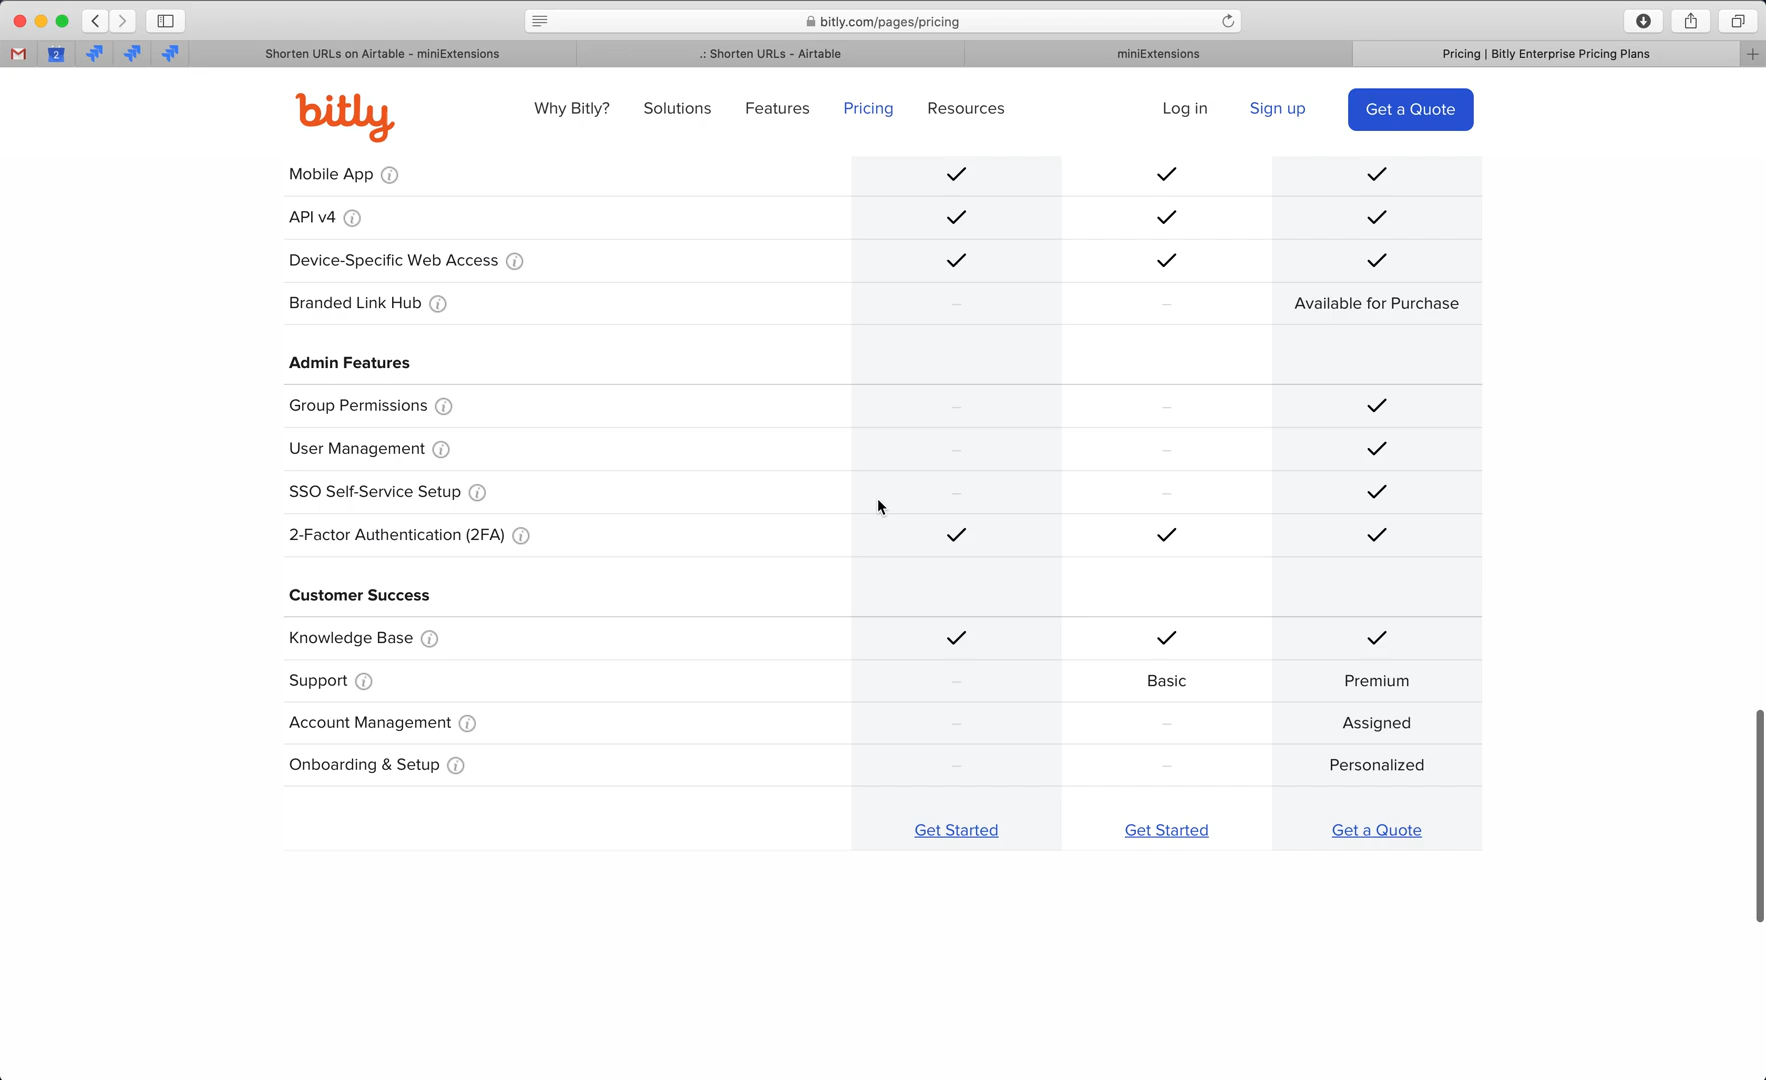 bitly.com/pages/pricing
2
Shorten URLs on Airtable - miniExtensions
.: Shorten URLs - Airtable
miniExtensions
Pricing | Bitly Enterprise Pricing Plans
bitly
Why Bitly?
Solutions
Features
Pricing
Resources
Log in
Sign up
Get a Quote
Mobile App
API v4
Device-Specific Web Access
Branded Link Hub
Available for Purchase
Admin Features
Group Permissions
User Management
SSO Self-Service Setup
2-Factor Authentication (2FA)
Customer Success
Knowledge Base
Support
Basic
Premium
Account Management
Assigned
Onboarding & Setup
Personalized
Get Started
Get Started
Get a Quote